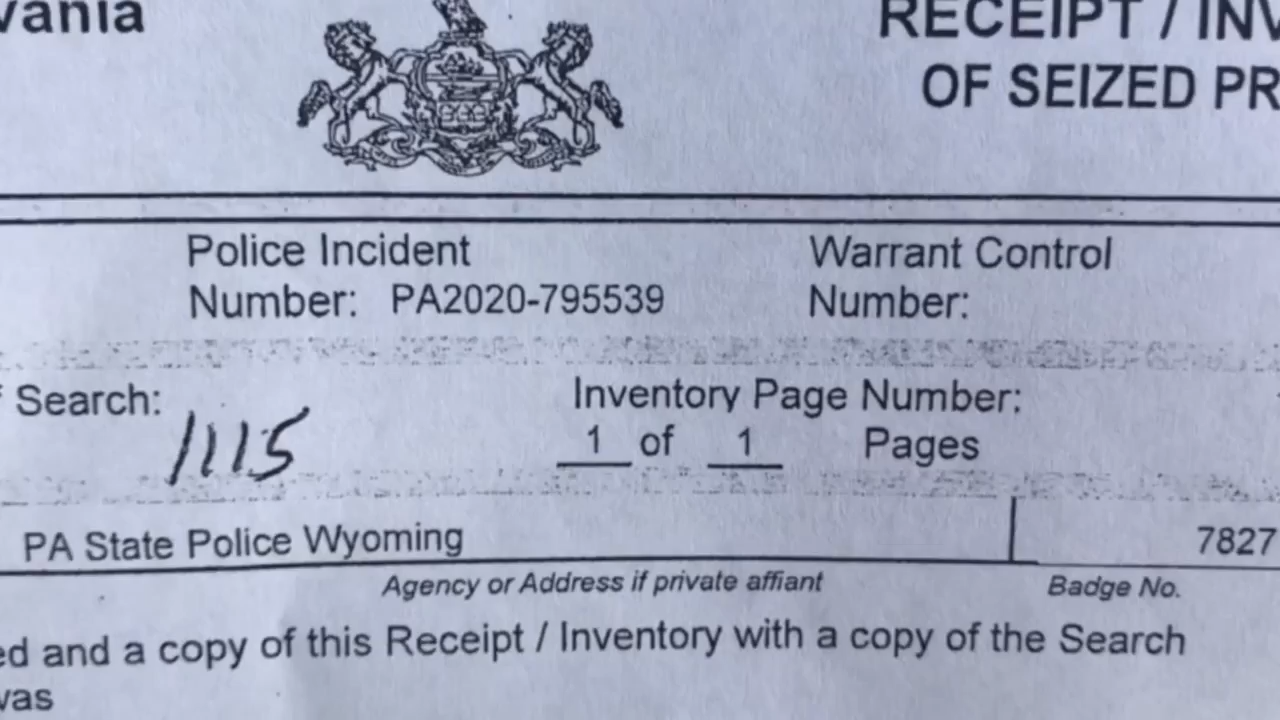 vania
RECEIPT / INV
OF SEIZED PR
Police Incident
Number: PA2020-795539
Warrant Control
Number:
Search:
1115
Inventory Page Number:
1 of 1 Pages
PA State Police Wyoming
7827
Agency or Address if private affiant
Badge No.
ed and a copy of this Receipt / Inventory with a copy of the Search
vas